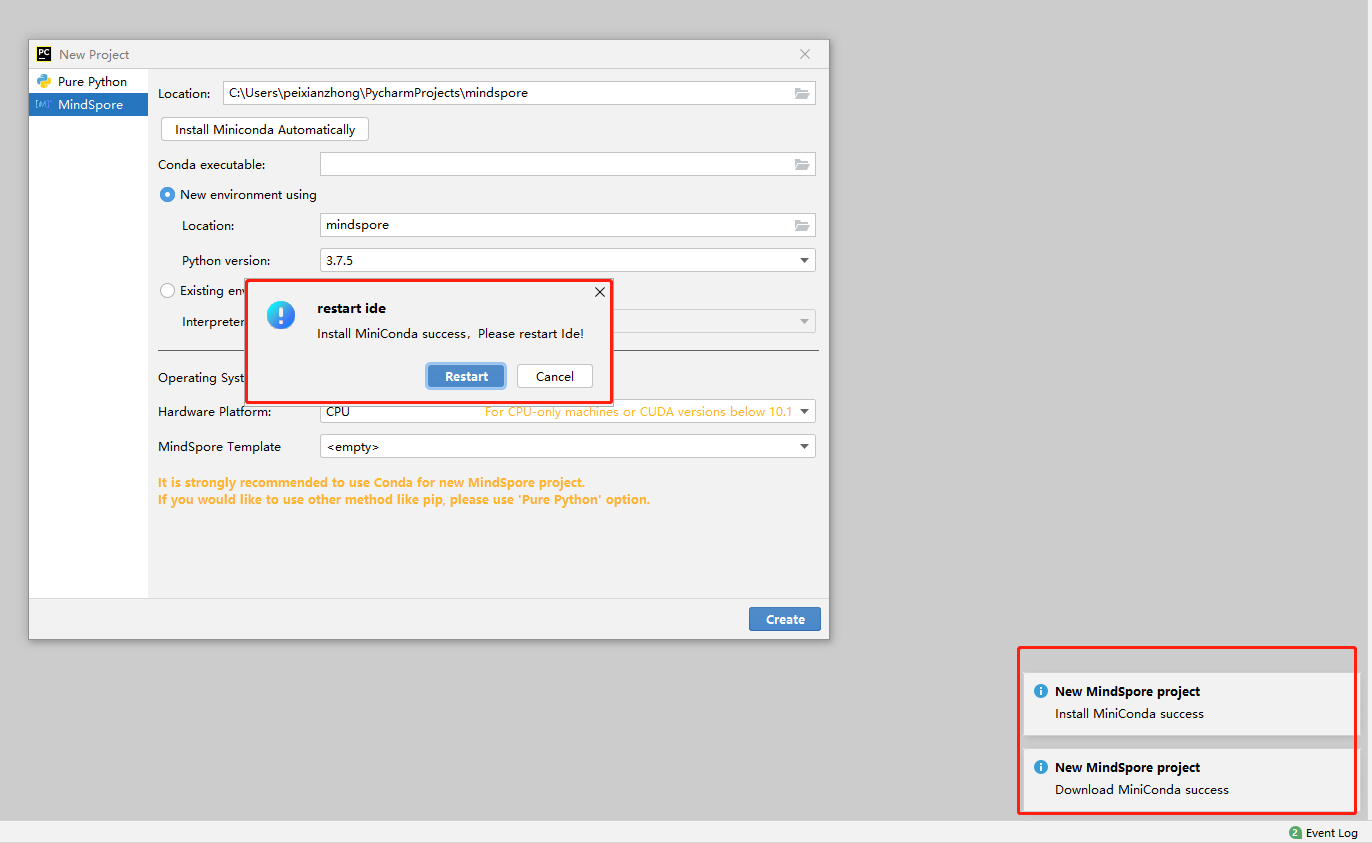 PC New Project
Pure Python
[M] MindSpore
Location: C:\Users\peixianzhong\PycharmProjects\mindspore
Install Miniconda Automatically
Conda executable:
New environment using
Location: mindspore
Python version: 3.7.5
Existing en
Interpreter
restart ide
Install MiniConda success，Please restart Ide!
Restart Cancel
Operating Syst
Hardware Platform: CPU For CPU-only machines or CUDA versions below 10.1
MindSpore Template <empty>
It is strongly recommended to use Conda for new MindSpore project.
If you would like to use other method like pip, please use 'Pure Python' option.
Create
New MindSpore project
Install MiniConda success
New MindSpore project
Download MiniConda success
2 Event Log